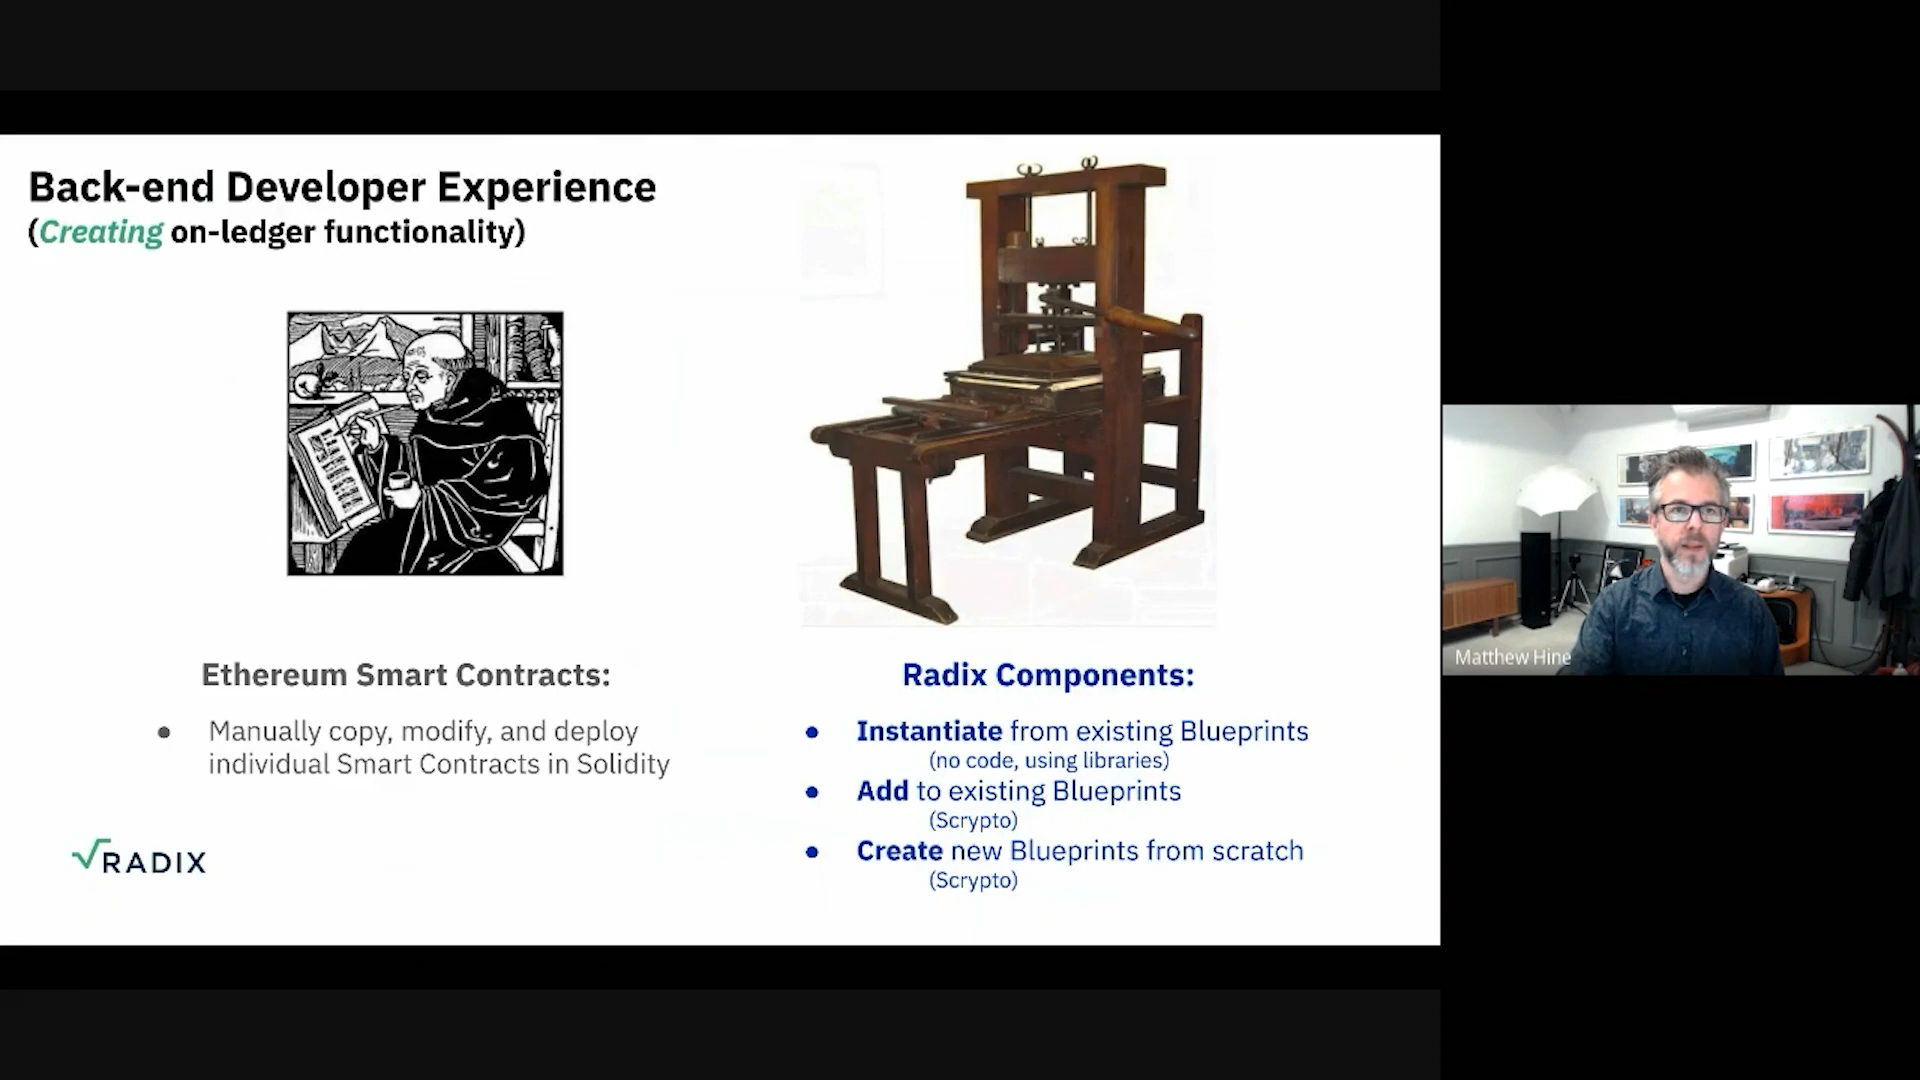 Back-end Developer Experience
(Creating on-ledger functionality)
Ethereum Smart Contracts:
● Manually copy, modify, and deploy
individual Smart Contracts in Solidity
RADIX
Radix Components:
● Instantiate from existing Blueprints
(no code, using libraries)
● Add to existing Blueprints
(Scrypto)
● Create new Blueprints from scratch
(Scrypto)
Matthew Hine